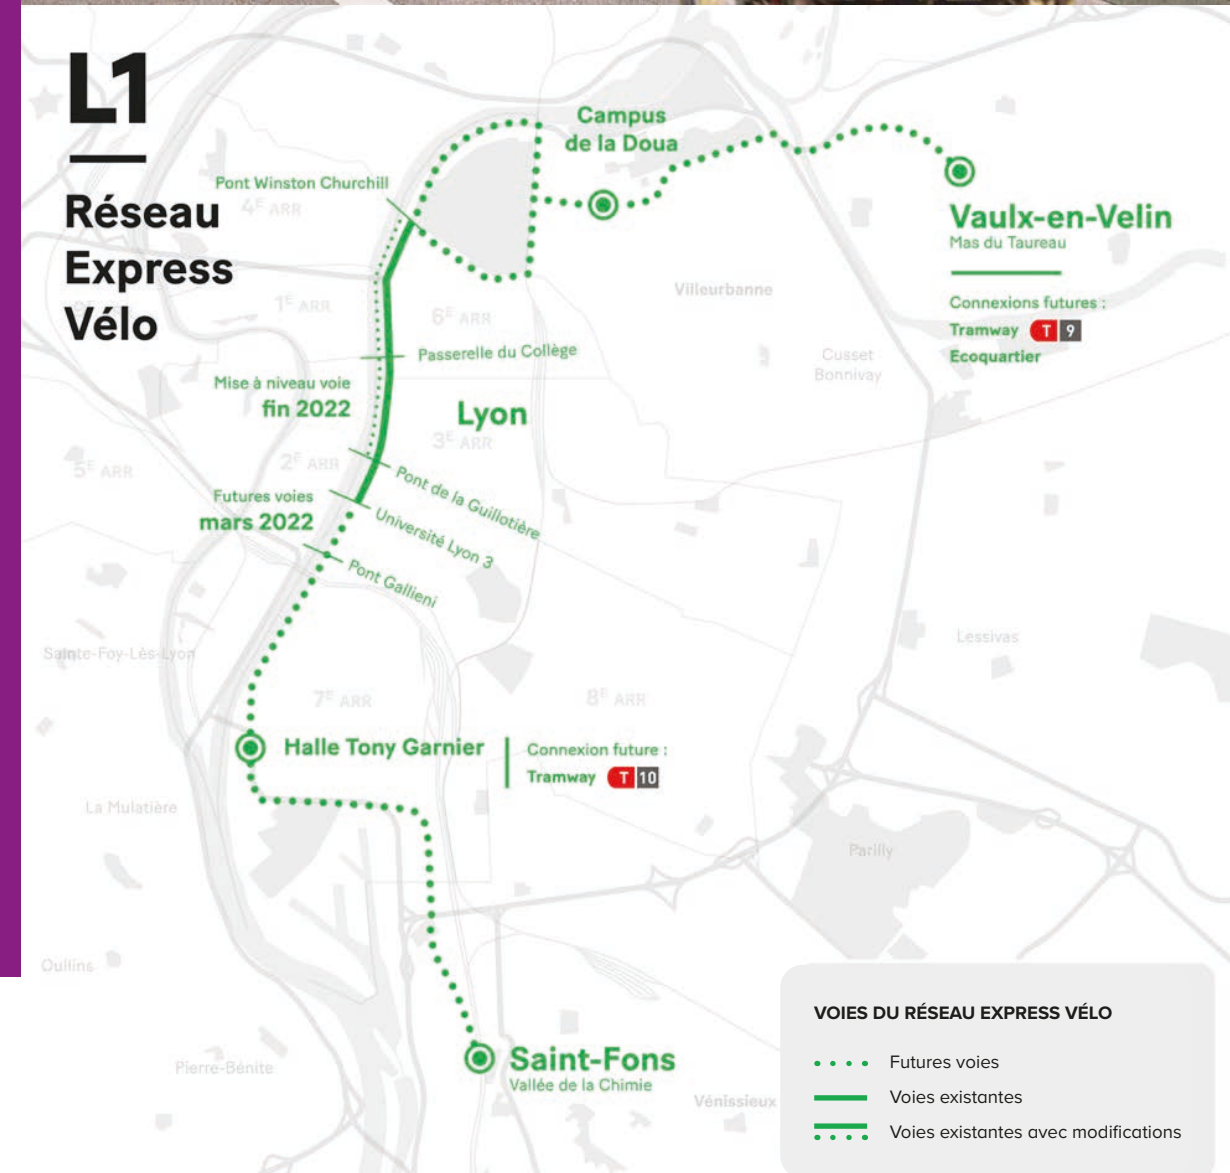 L1
Réseau
Express
Vélo
Campus
de la Doua
Pont Winston Churchill
4E ARR
Vaulx-en-Velin
Mas du Taureau
Connexions futures :
Tramway T 9
Ecoquartier
Villeurbanne
1E ARR
6E ARR
Passerelle du Collège
Cusset
Bonnivay
Mise à niveau voie
fin 2022
Lyon
3E ARR
5E ARR
2E ARR
Pont de la Guillotière
Futures voies
mars 2022
Université Lyon 3
Pont Gallieni
Sainte-Foy-Lès-Lyon
Lessivas
7E ARR
8E ARR
Halle Tony Garnier
Connexion future :
Tramway T 10
La Mulatière
Parilly
Oullins
Pierre-Bénite
Saint-Fons
Vallée de la Chimie
Vénissieux
VOIES DU RÉSEAU EXPRESS VÉLO
Futures voies
Voies existantes
Voies existantes avec modifications